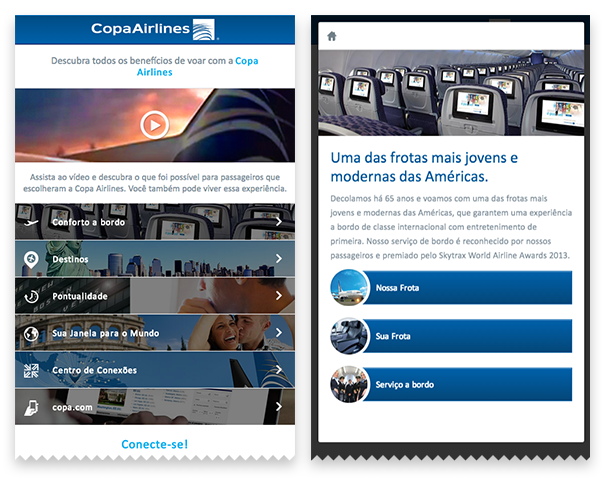 CopaAirlines
Descubra todos os benefícios de voar com a Copa
Airlines
Assista ao vídeo e descubra o que foi possível para passageiros que
escolheram a Copa Airlines. Você também pode viver essa experiência.
Conforto a bordo
Destinos
Pontualidade
Sua Janela para o Mundo
Centro de Conexões
copa.com
Conecte-se!
Uma das frotas mais jovens e
modernas das Américas.
Decolamos há 65 anos e voamos com uma das frotas mais
jovens e modernas das Américas, que garantem uma experiência
a bordo de classe internacional com entretenimento de
primeira. Nosso serviço de bordo é reconhecido por nossos
passageiros e premiado pelo Skytrax World Airline Awards 2013.
Nossa Frota
Sua Frota
Serviço a bordo